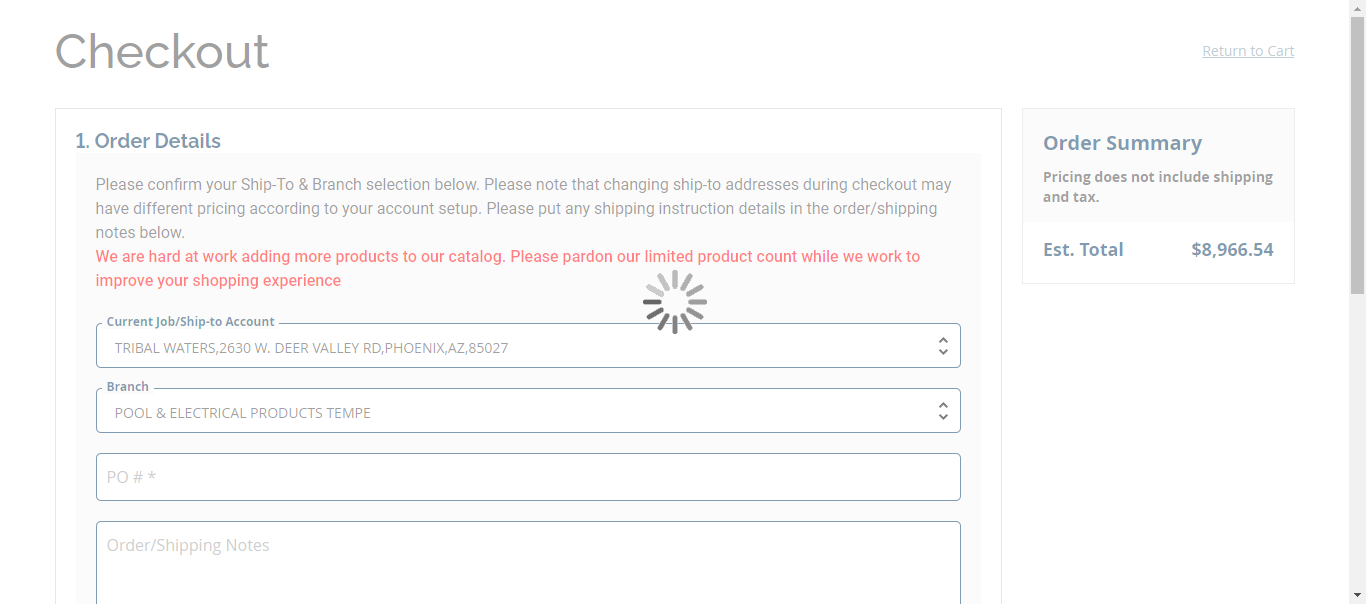 Checkout
Return to Cart
1. Order Details
Please confirm your Ship-To & Branch selection below. Please note that changing ship-to addresses during checkout may
have different pricing according to your account setup. Please put any shipping instruction details in the order/shipping
notes below.
We are hard at work adding more products to our catalog. Please pardon our limited product count while we work to
improve your shopping experience
Current Job/Ship-to Account
TRIBAL WATERS,2630 W. DEER VALLEY RD,PHOENIX,AZ,85027
Branch
POOL & ELECTRICAL PRODUCTS TEMPE
PO # *
Order/Shipping Notes
Order Summary
Pricing does not include shipping
and tax.
Est. Total $8,966.54